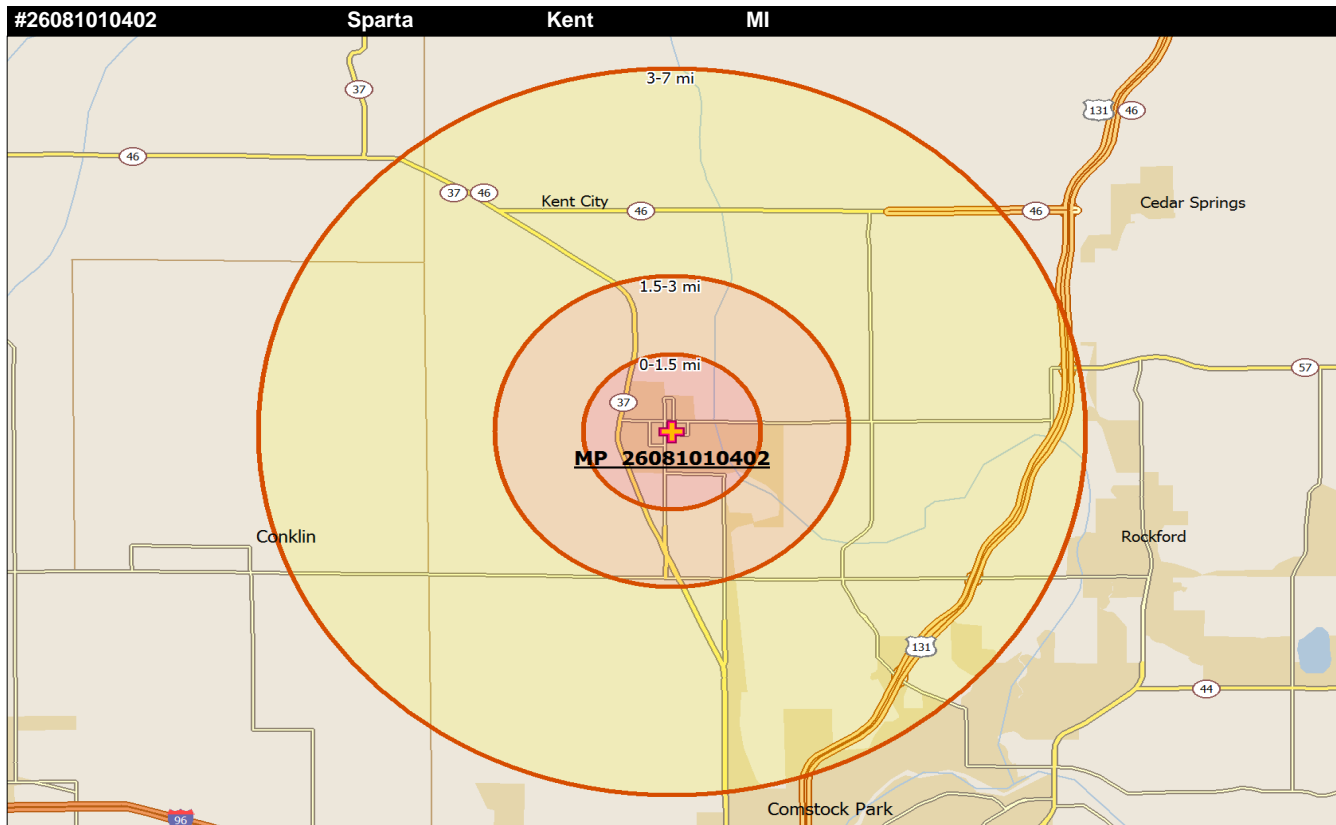 #26081010402 Sparta Kent MI
3-7 mi
37
131 46
46
37 46
Kent City
46
46
Cedar Springs
1.5-3 mi
0-1.5 mi
57
37
MP 26081010402
Conklin
Rockford
131
44
Comstock Park
96